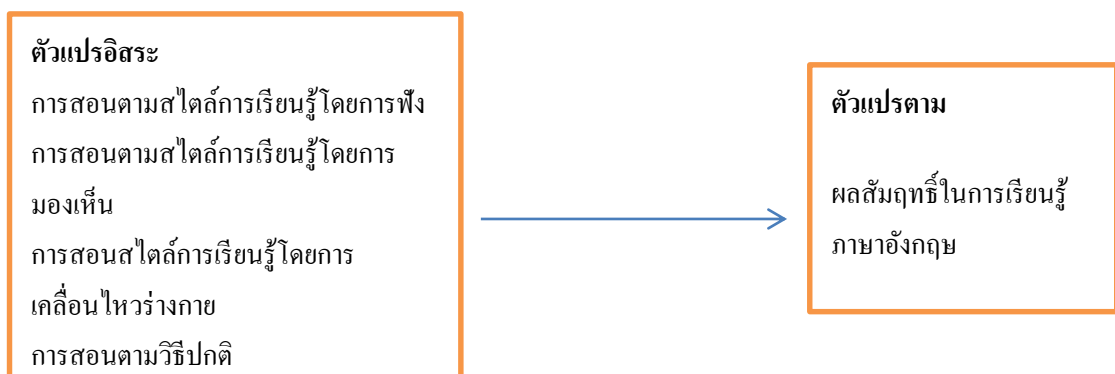 ตัวแปรอิสระ
การสอนตามสไตล์การเรียนรู้โดยการฟัง
การสอนตามสไตล์การเรียนรู้โดยการ
มองเห็น
การสอนสไตล์การเรียนรู้โดยการ
เคลื่อนไหวร่างกาย
การสอนตามวิธีปกติ
ตัวแปรตาม
ผลสัมฤทธิ์ในการเรียนรู้
ภาษาอังกฤษ